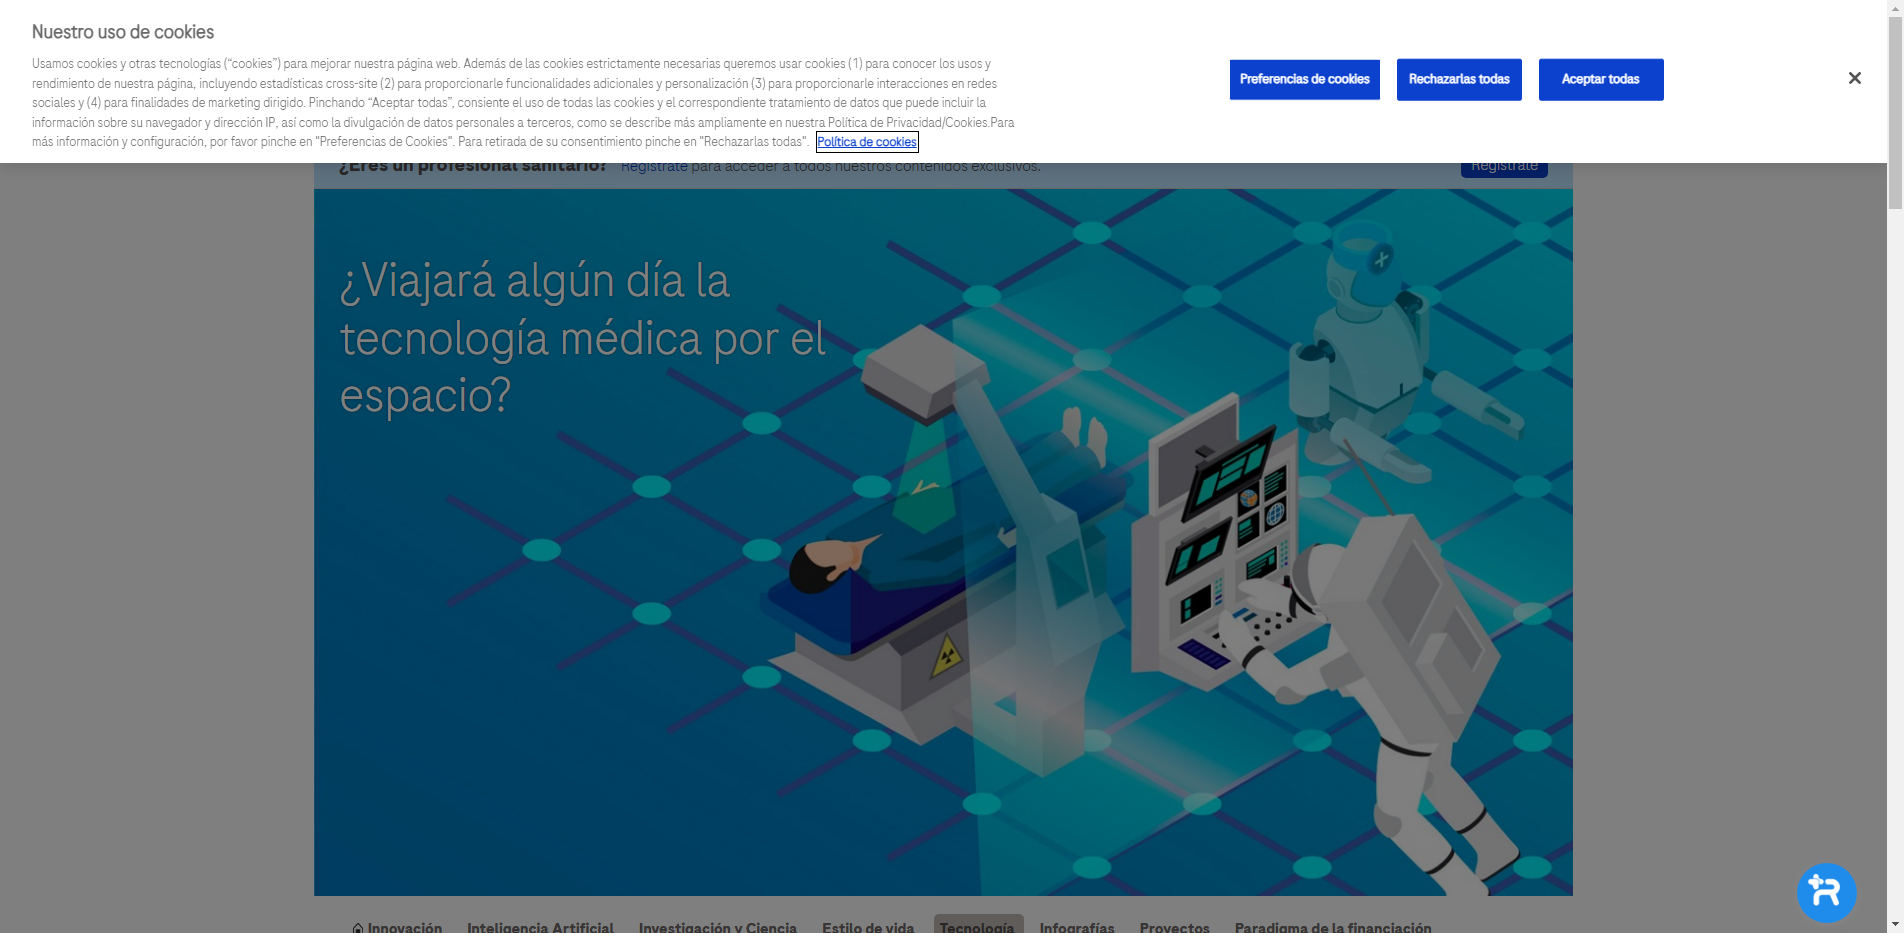 Nuestro uso de cookies
Usamos cookies y otras tecnologías (“cookies”) para mejorar nuestra página web. Además de las cookies estrictamente necesarias queremos usar cookies (1) para conocer los usos y
rendimiento de nuestra página, incluyendo estadísticas cross-site (2) para proporcionarle funcionalidades adicionales y personalización (3) para proporcionarle interacciones en redes
sociales y (4) para finalidades de marketing dirigido. Pinchando “Aceptar todas”, consiente el uso de todas las cookies y el correspondiente tratamiento de datos que puede incluir la
información sobre su navegador y dirección IP, así como la divulgación de datos personales a terceros, como se describe más ampliamente en nuestra Política de Privacidad/Cookies.Para
más información y configuración, por favor pinche en "Preferencias de Cookies". Para retirada de su consentimiento pinche en "Rechazarlas todas". Política de cookies
Preferencias de cookies Rechazarlas todas Aceptar todas
¿Eres un profesional sanitario? Regístrate para acceder a todos nuestros contenidos exclusivos. Regístrate
¿Viajará algún día la
tecnología médica por el
espacio?
Innovación Inteligencia Artificial Investigación y Ciencia Estilo de vida Tecnología Infografías Proyectos Paradigma de la financiación